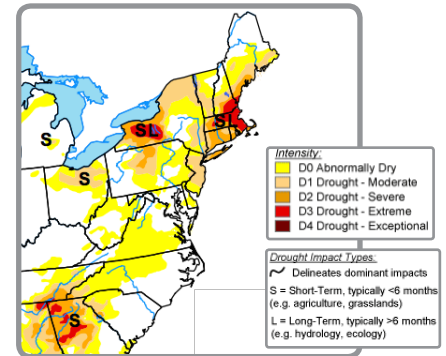 SL
SL
S
S
S
Intensity:
D0 Abnormally Dry
D1 Drought - Moderate
D2 Drought - Severe
D3 Drought - Extreme
D4 Drought - Exceptional
Drought Impact Types:
Delineates dominant impacts
S = Short-Term, typically <6 months
(e.g. agriculture, grasslands)
L = Long-Term, typically >6 months
(e.g. hydrology, ecology)